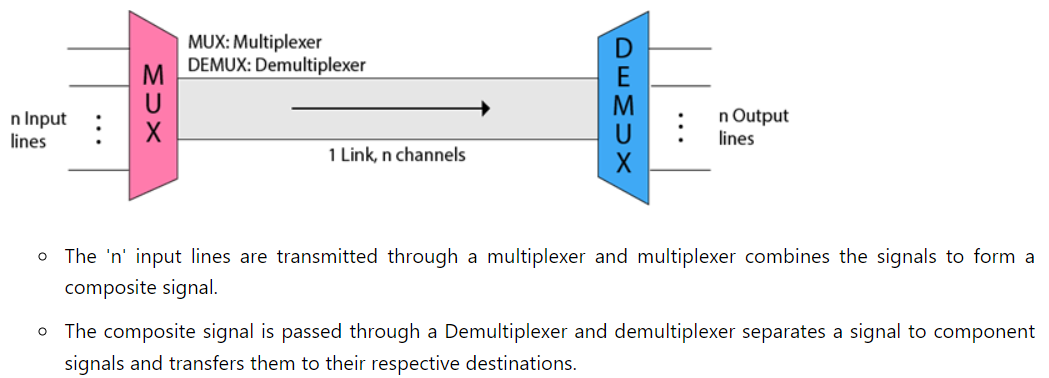 MUX: Multiplexer
DEMUX: Demultiplexer
MUX
DEMUX
n Input
lines
n Output
lines
1 Link, n channels
The 'n' input lines are transmitted through a multiplexer and multiplexer combines the signals to form a
composite signal.
The composite signal is passed through a Demultiplexer and demultiplexer separates a signal to component
signals and transfers them to their respective destinations.